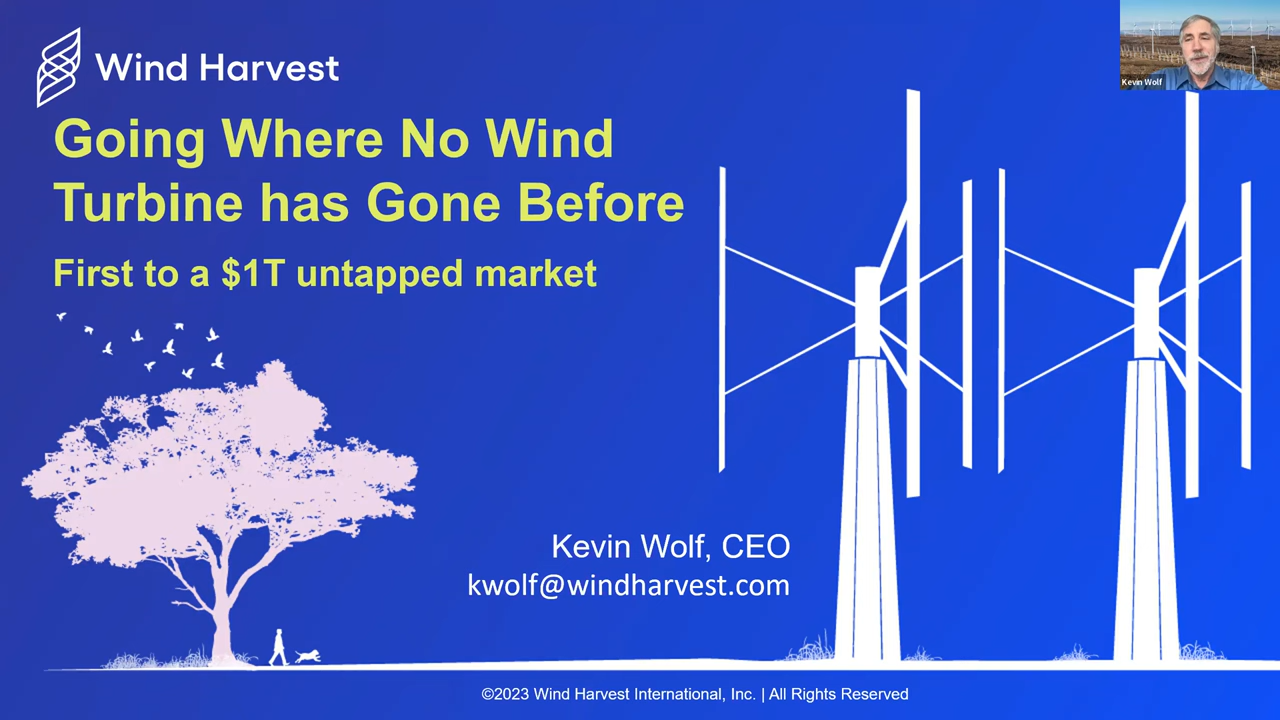 Wind Harvest
Kevin Wolf
Going Where No Wind
Turbine has Gone Before
First to a $1T untapped market
Kevin Wolf, CEO
kwolf@windharvest.com
©2023 Wind Harvest International, Inc. | All Rights Reserved